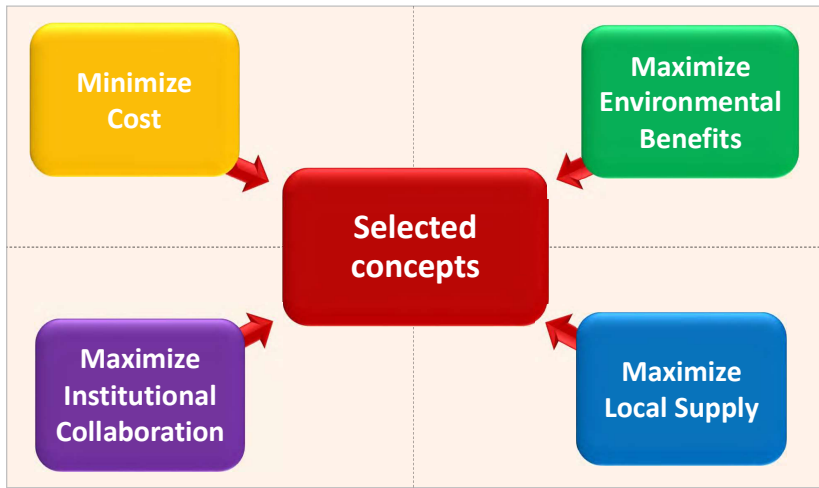 Minimize
Cost
Maximize
Environmental
Benefits
Selected
concepts
Maximize
Institutional
Collaboration
Maximize
Local Supply